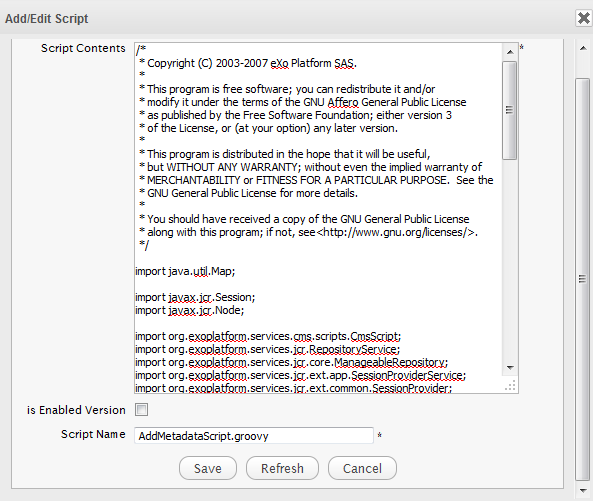 Add/Edit Script
Script Contents
/*
* Copyright (C) 2003-2007 eXo Platform SAS.
*
* This program is free software; you can redistribute it and/or
* modify it under the terms of the GNU Affero General Public License
* as published by the Free Software Foundation; either version 3
* of the License, or (at your option) any later version.
*
* This program is distributed in the hope that it will be useful,
* but WITHOUT ANY WARRANTY; without even the implied warranty of
* MERCHANTABILITY or FITNESS FOR A PARTICULAR PURPOSE.  See the
* GNU General Public License for more details.
*
* You should have received a copy of the GNU General Public License
* along with this program; if not, see<http://www.gnu.org/licenses/>.
*/
import java.util.Map;
import javax.jcr.Session;
import javax.jcr.Node;
import org.exoplatform.services.cms.scripts.CmsScript;
import org.exoplatform.services.jcr.RepositoryService;
import org.exoplatform.services.jcr.core.ManageableRepository;
import org.exoplatform.services.jcr.ext.app.SessionProviderService;
import org.exoplatform.services.jcr.ext.common.SessionProvider;
*
is Enabled Version
Script Name AddMetadataScript.groovy *
Save Refresh Cancel